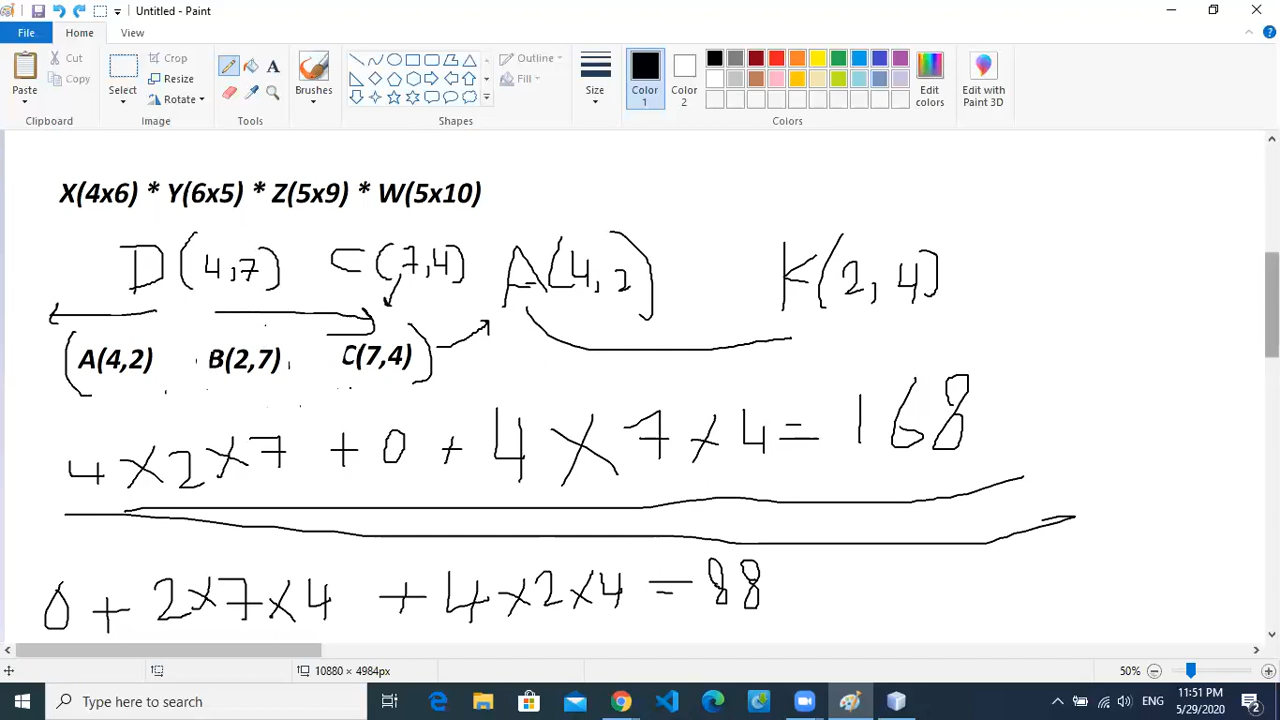 Untitled - Paint
File Home View
Paste Cut Copy Clipboard
Select Crop Resize Rotate Image
A Tools
Brushes
Outline Fill Shapes
Size
Color 1 Color 2 Edit colors Colors
Edit with Paint 3D
X(4x6) * Y(6x5) * Z(5x9) * W(5x10)
D(4,7) C(7,4) A(4,2) K(2,4)
(A(4,2) B(2,7) C(7,4))
4×2×7 +0+ 4×7×4=168
0+2×7×4 +4×2×4=88
10880 × 4984px 50%
Type here to search
ENG
11:51 PM
5/29/2020
2